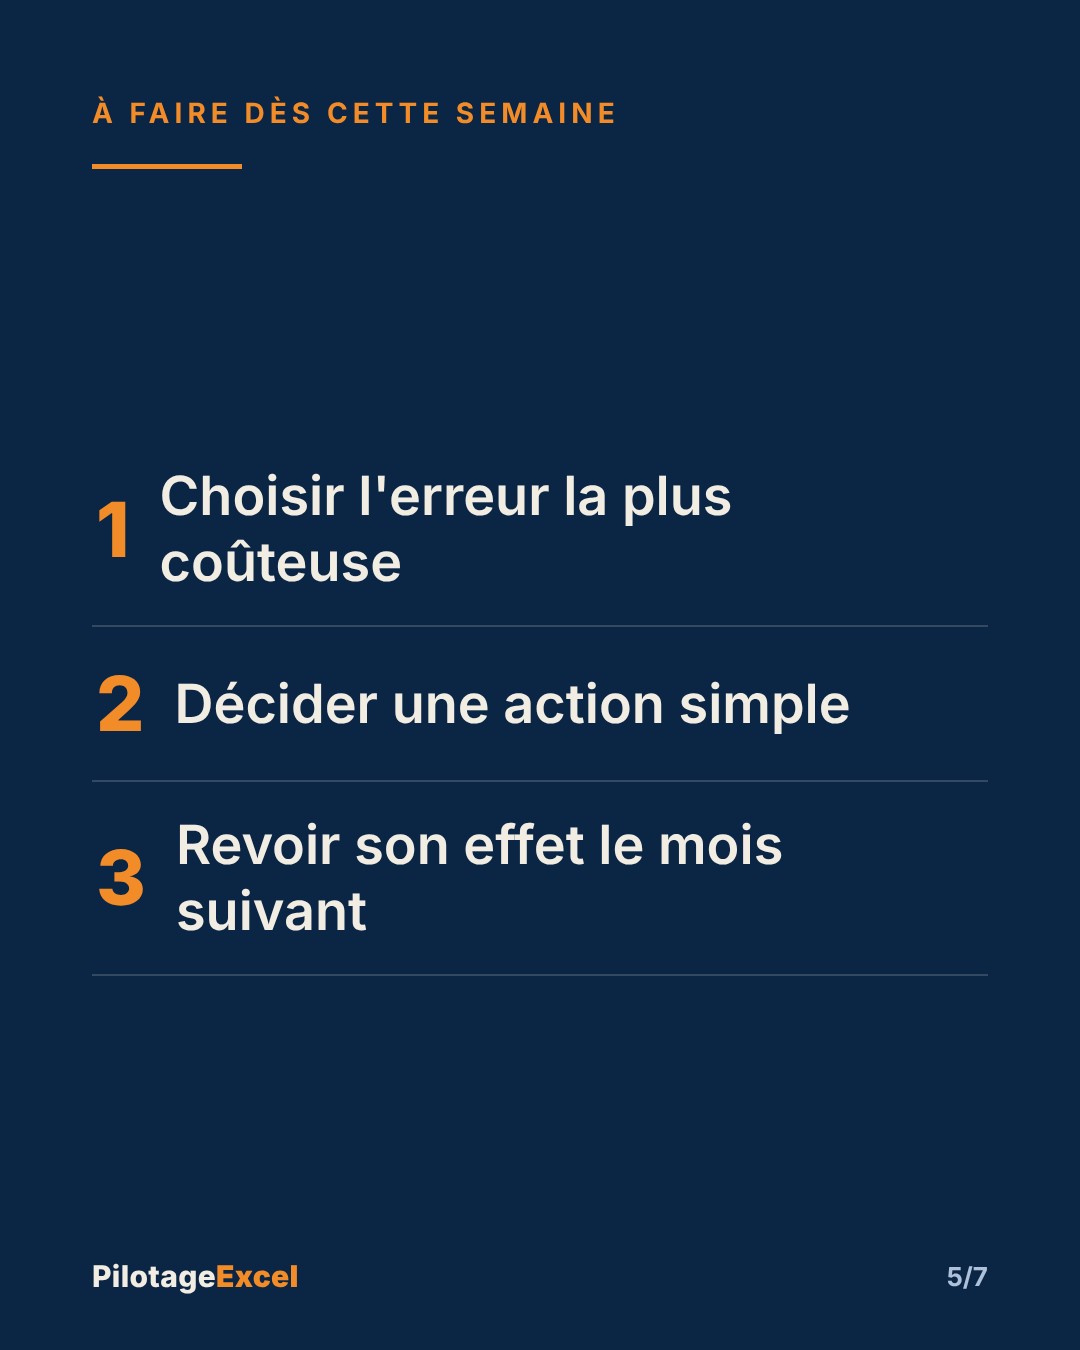 À FAIRE DÈS CETTE SEMAINE
1 Choisir l'erreur la plus
coûteuse
2 Décider une action simple
3 Revoir son effet le mois
suivant
PilotageExcel
5/7